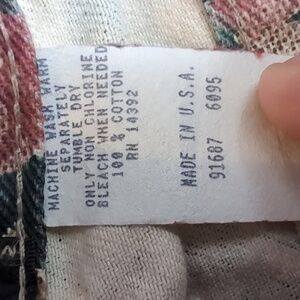 MACHINE WASH WARM
SEPARATELY
TUMBLE DRY
ONLY NON CHLORINE
BLEACH WHEN NEEDED
100 % COTTON
RN 14392
MADE IN U.S.A.
91687 6095